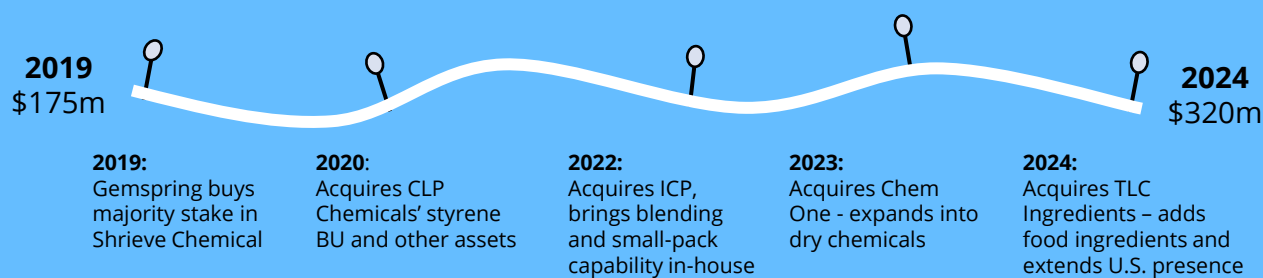 2019
$175m
2024
$320m
2019:
Gemspring buys
majority stake in
Shrieve Chemical
2020:
Acquires CLP
Chemicals’ styrene
BU and other assets
2022:
Acquires ICP,
brings blending
and small-pack
capability in-house
2023:
Acquires Chem
One - expands into
dry chemicals
2024:
Acquires TLC
Ingredients – adds
food ingredients and
extends U.S. presence